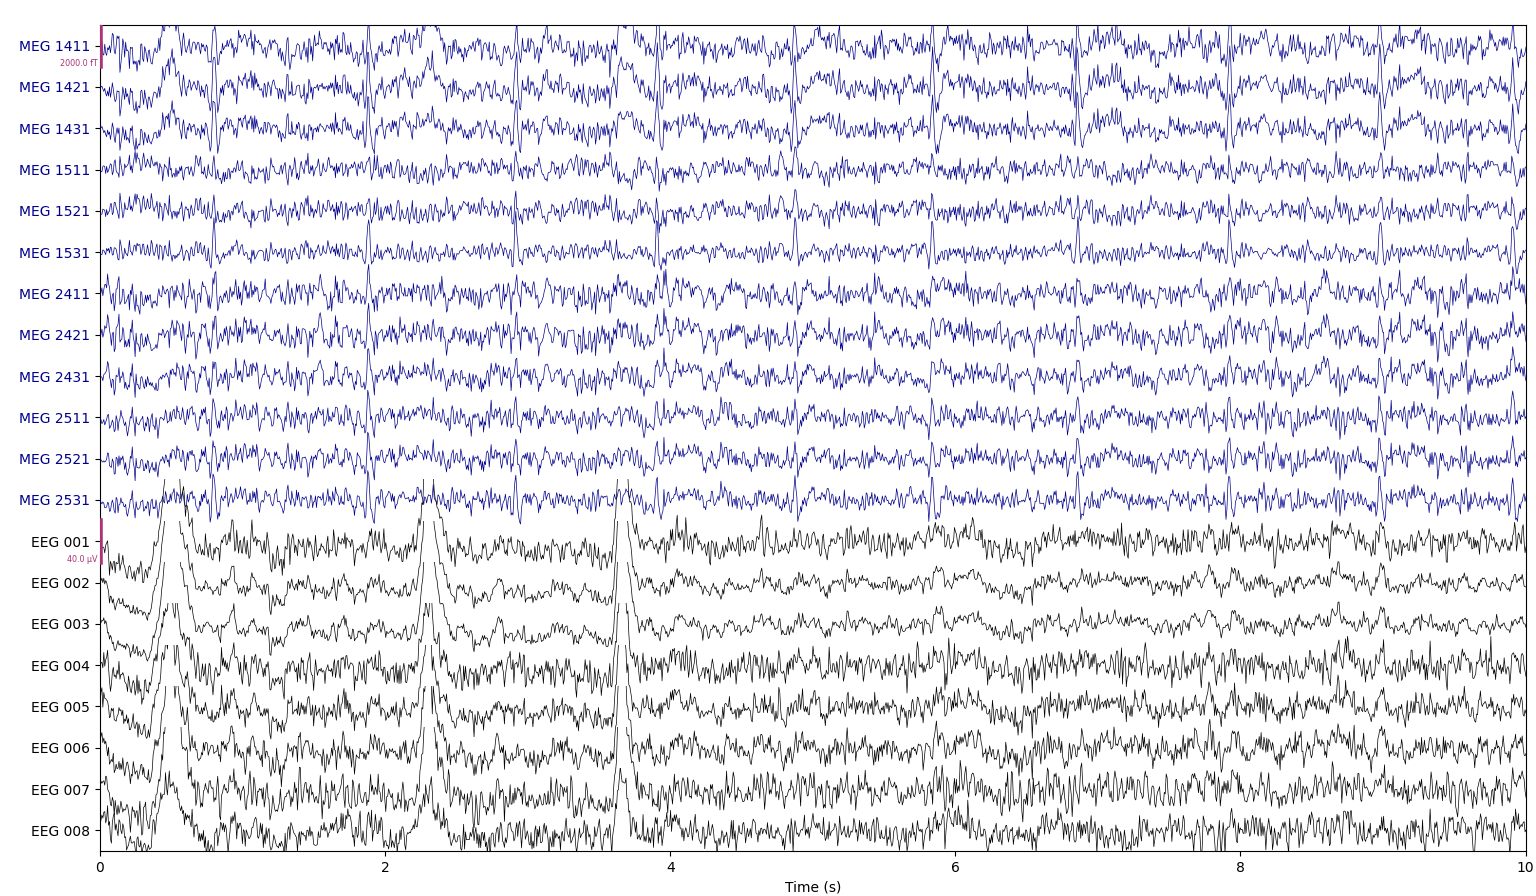 MEG 1411
2000.0 fT
MEG 1421
MEG 1431
MEG 1511
MEG 1521
MEG 1531
MEG 2411
MEG 2421
MEG 2431
MEG 2511
MEG 2521
MEG 2531
EEG 001
40.0 µV
EEG 002
EEG 003
EEG 004
EEG 005
EEG 006
EEG 007
EEG 008
0 2 4 6 8 10
Time (s)